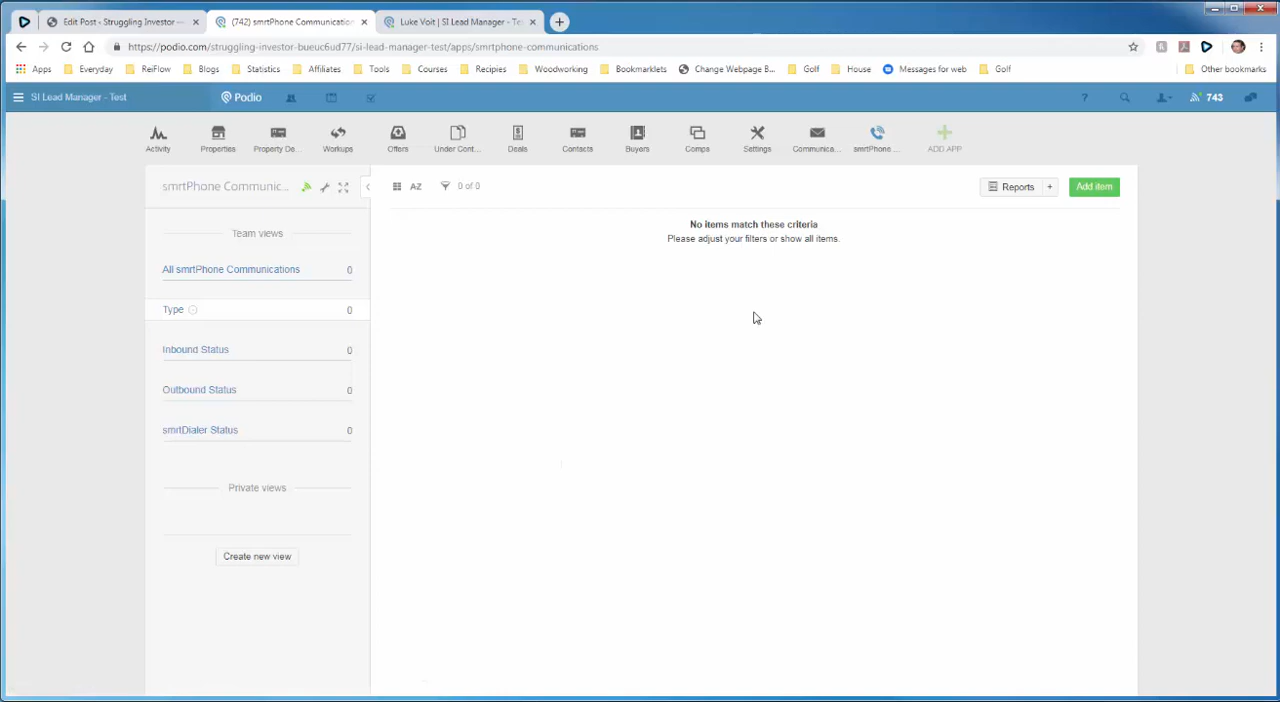 Edit Post ‹ Struggling Investor —
(742) smrtPhone Communication
Luke Voit | SI Lead Manager - Te
https://podio.com/struggling-investor-bueuc6ud77/si-lead-manager-test/apps/smrtphone-communications
Apps Everyday ReiFlow Blogs Statistics Affiliates Tools Courses Recipies Woodworking Bookmarklets Change Webpage B... Golf House Messages for web Golf Other bookmarks
SI Lead Manager - Test Podio ? 743
Activity Properties Property De... Workups Offers Under Cont... Deals Contacts Buyers Comps Settings Communica... smrtPhone ... ADD APP
smrtPhone Communic... AZ 0 of 0 Reports + Add item
No items match these criteria
Please adjust your filters or show all items.
Team views
All smrtPhone Communications 0
Type 0
Inbound Status 0
Outbound Status 0
smrtDialer Status 0
Private views
Create new view